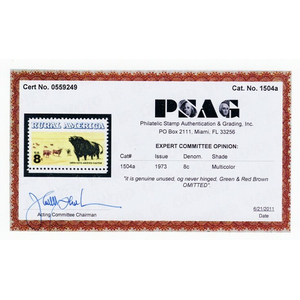 Cert No. 0559249
Cat. No. 1504a
PSAG
Philatelic Stamp Authentication & Grading, Inc.
PO Box 2111, Miami, FL 33256
RURAL AMERICA
8
EXPERT COMMITTEE OPINION:
Cat# Issue Denom. Shade
1504a 1973 8c Multicolor
"it is genuine unused, og never hinged. Green & Red Brown
OMITTED"
Acting Committee Chairman
6/21/2011
Date